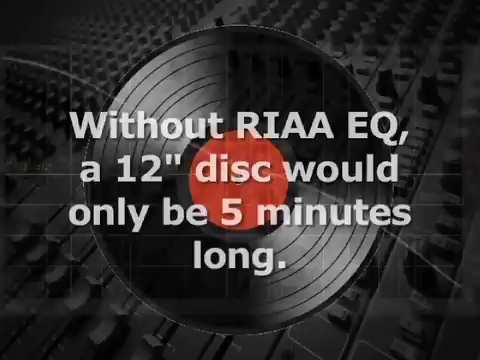 Without RIAA EQ,
a 12" disc would
only be 5 minutes
long.